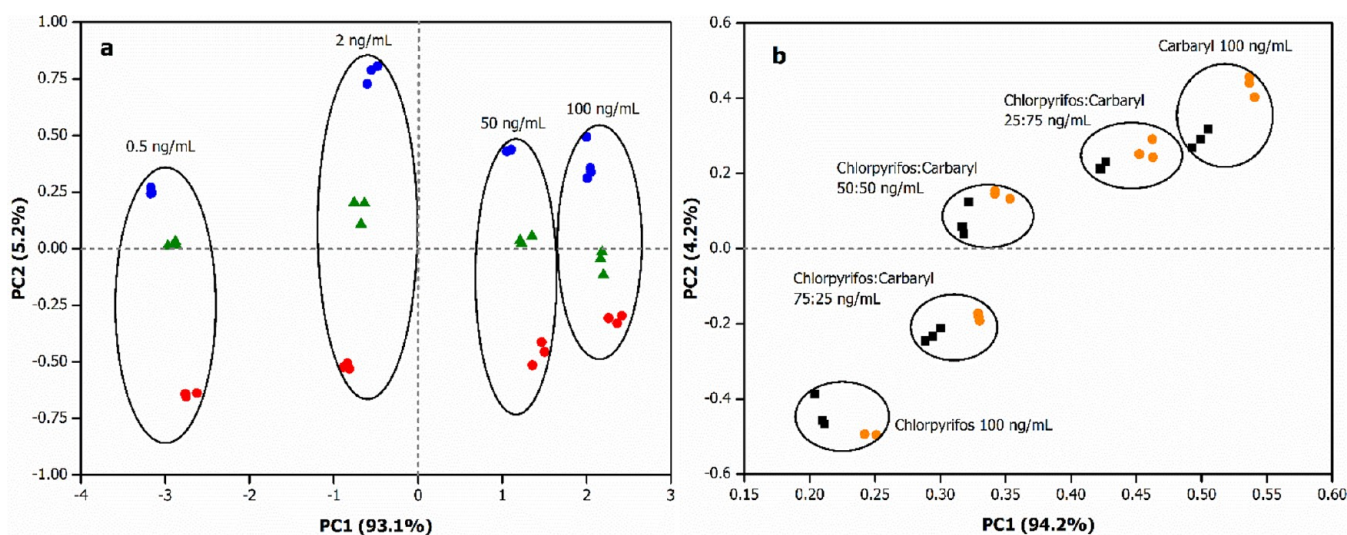 a
1.00
0.75
0.50
0.25
0.00
-0.25
-0.50
-0.75
-1.00
PC2 (5.2%)
0.5 ng/mL
2 ng/mL
50 ng/mL
100 ng/mL
-4
-3
-2
-1
0
1
2
3
PC1 (93.1%)
b
0.6
0.4
0.2
0.0
-0.2
-0.4
-0.6
PC2 (4.2%)
Carbaryl 100 ng/mL
Chlorpyrifos:Carbaryl
25:75 ng/mL
Chlorpyrifos:Carbaryl
50:50 ng/mL
Chlorpyrifos:Carbaryl
75:25 ng/mL
Chlorpyrifos 100 ng/mL
0.15
0.20
0.25
0.30
0.35
0.40
0.45
0.50
0.55
0.60
PC1 (94.2%)